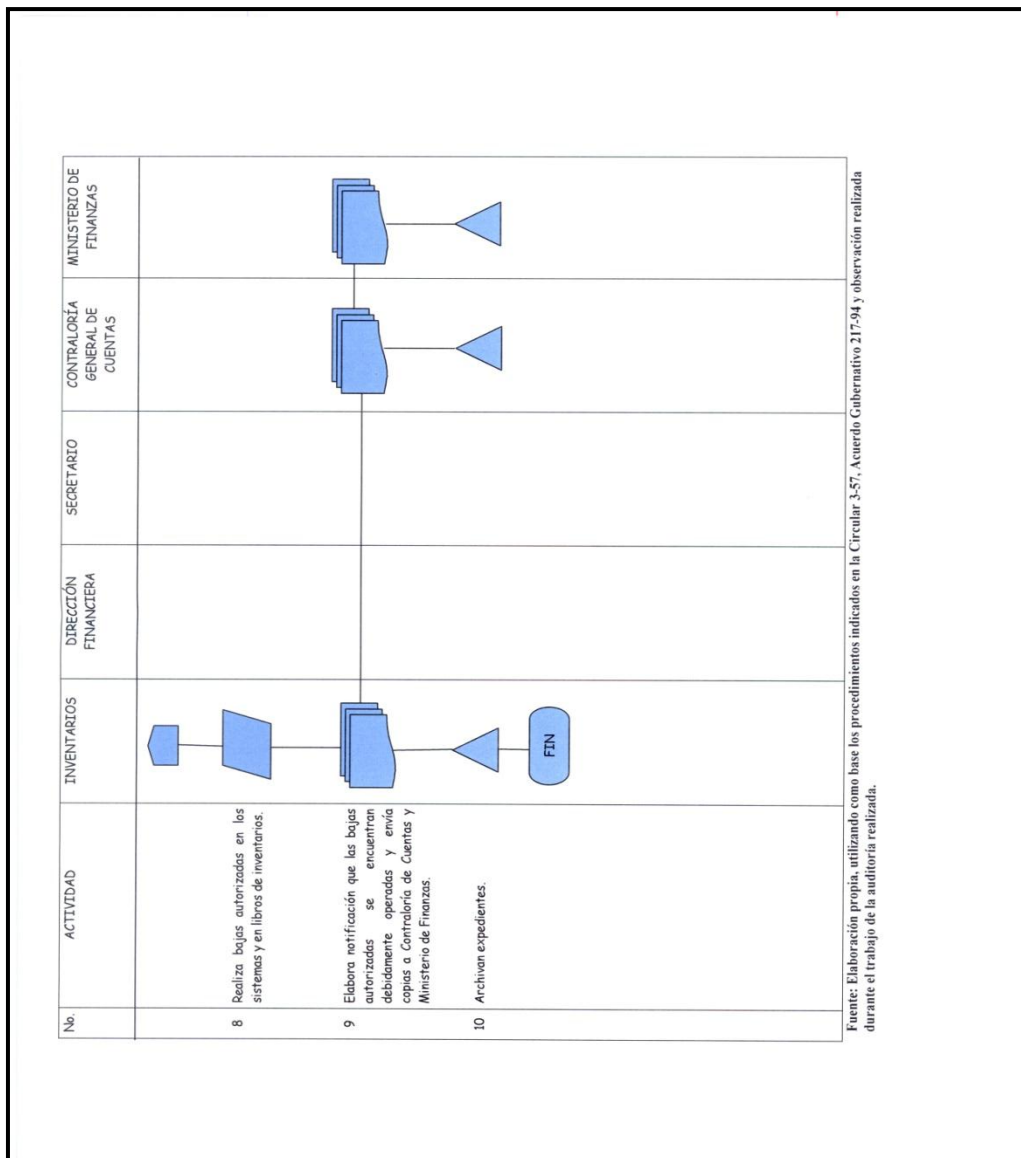 No.
ACTIVIDAD
INVENTARIOS
DIRECCIÓN
FINANCIERA
SECRETARIO
CONTRALORÍA
GENERAL DE
CUENTAS
MINISTERIO DE
FINANZAS
8
Realiza bajas autorizadas en los
sistemas y en libros de inventarios.
9
Elabora notificación que las bajas
autorizadas se encuentran
debidamente operadas y envía
copias a Contraloría de Cuentas y
Ministerio de Finanzas.
10
Archivan expedientes.
FIN
Fuente: Elaboración propia, utilizando como base los procedimientos indicados en la Circular 3-57, Acuerdo Gubernativo 217-94 y observación realizada
durante el trabajo de la auditoría realizada.